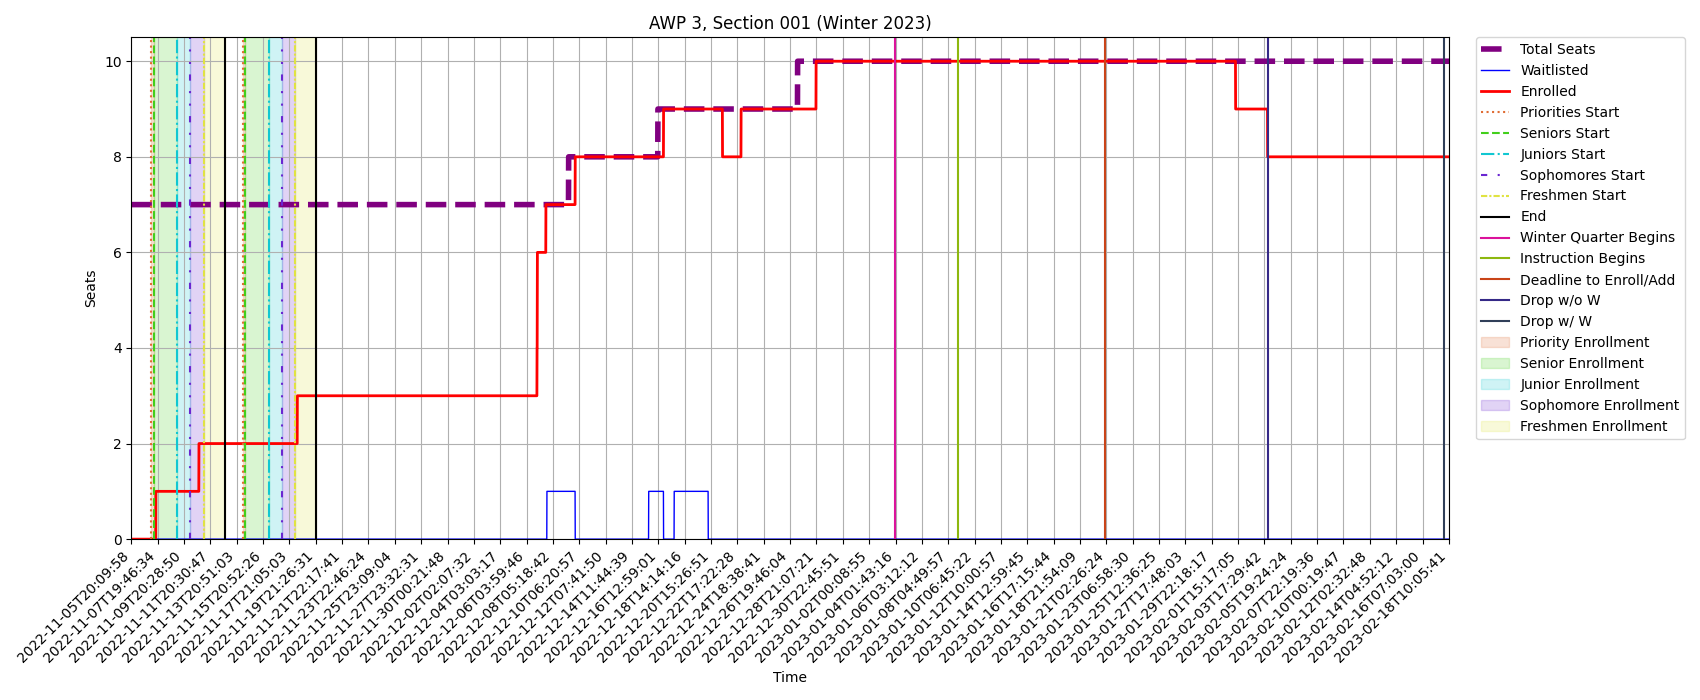 AWP 3, Section 001 (Winter 2023)
Seats
10
8
6
4
2
0
2022-11-05T20:09:58
2022-11-07T19:46:34
2022-11-09T20:28:50
2022-11-11T20:30:47
2022-11-13T20:51:03
2022-11-15T20:52:26
2022-11-17T21:05:03
2022-11-19T21:26:31
2022-11-21T22:17:41
2022-11-23T22:46:24
2022-11-25T23:09:04
2022-11-27T23:32:31
2022-11-30T00:21:48
2022-12-02T02:07:32
2022-12-04T03:03:17
2022-12-06T03:59:46
2022-12-08T05:18:42
2022-12-10T06:20:57
2022-12-12T07:41:50
2022-12-14T11:44:39
2022-12-16T12:59:01
2022-12-18T14:14:16
2022-12-20T15:26:51
2022-12-22T17:22:28
2022-12-24T18:38:41
2022-12-26T19:46:04
2022-12-28T21:07:21
2022-12-30T22:45:51
2023-01-02T00:08:55
2023-01-04T01:43:16
2023-01-06T03:12:12
2023-01-08T04:49:57
2023-01-10T06:45:22
2023-01-12T10:00:57
2023-01-14T12:59:45
2023-01-16T17:15:44
2023-01-18T21:54:09
2023-01-21T02:26:24
2023-01-23T06:58:30
2023-01-25T12:36:25
2023-01-27T17:48:03
2023-01-29T22:18:17
2023-02-01T15:17:05
2023-02-03T17:29:42
2023-02-05T19:24:24
2023-02-07T22:19:36
2023-02-10T00:19:47
2023-02-12T02:32:48
2023-02-14T04:52:12
2023-02-16T07:03:00
2023-02-18T10:05:41
Time
Total Seats
Waitlisted
Enrolled
Priorities Start
Seniors Start
Juniors Start
Sophomores Start
Freshmen Start
End
Winter Quarter Begins
Instruction Begins
Deadline to Enroll/Add
Drop w/o W
Drop w/ W
Priority Enrollment
Senior Enrollment
Junior Enrollment
Sophomore Enrollment
Freshmen Enrollment